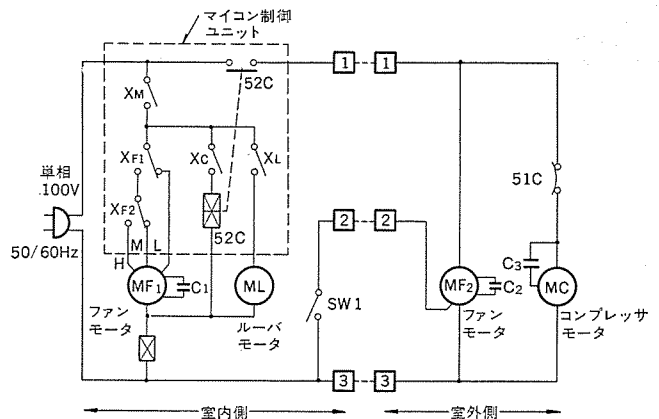 マイコン制御
ユニット
1
1
XM
52C
XF1
XC
XL
51C
単相
100V
XF2
52C
2
2
50/60Hz
M
L
H
C3
MF1
C1
ML
SW1
MF2
C2
MC
ファン
モータ
ルーバ
モータ
ファン
モータ
コンプレッサ
モータ
3
3
室内側
室外側